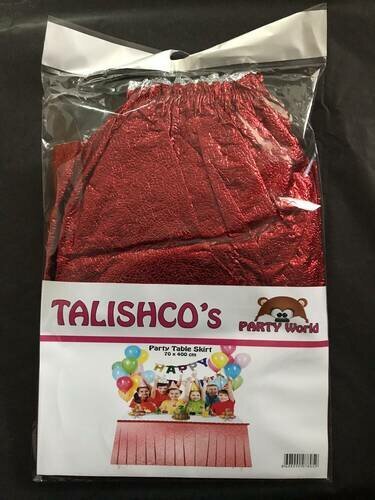 TALISHCO's
PARTY World
Party Table Skirt
70 x 400 cm
HAPPY